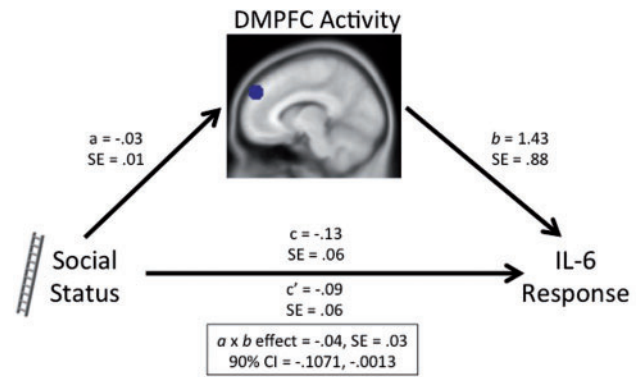 DMPFC Activity
a = -.03
SE = .01
b = 1.43
SE = .88
c = -.13
SE = .06
Social
Status
IL-6
Response
c’ = -.09
SE = .06
a x b effect = -.04, SE = .03
90% CI = -.1071, -.0013